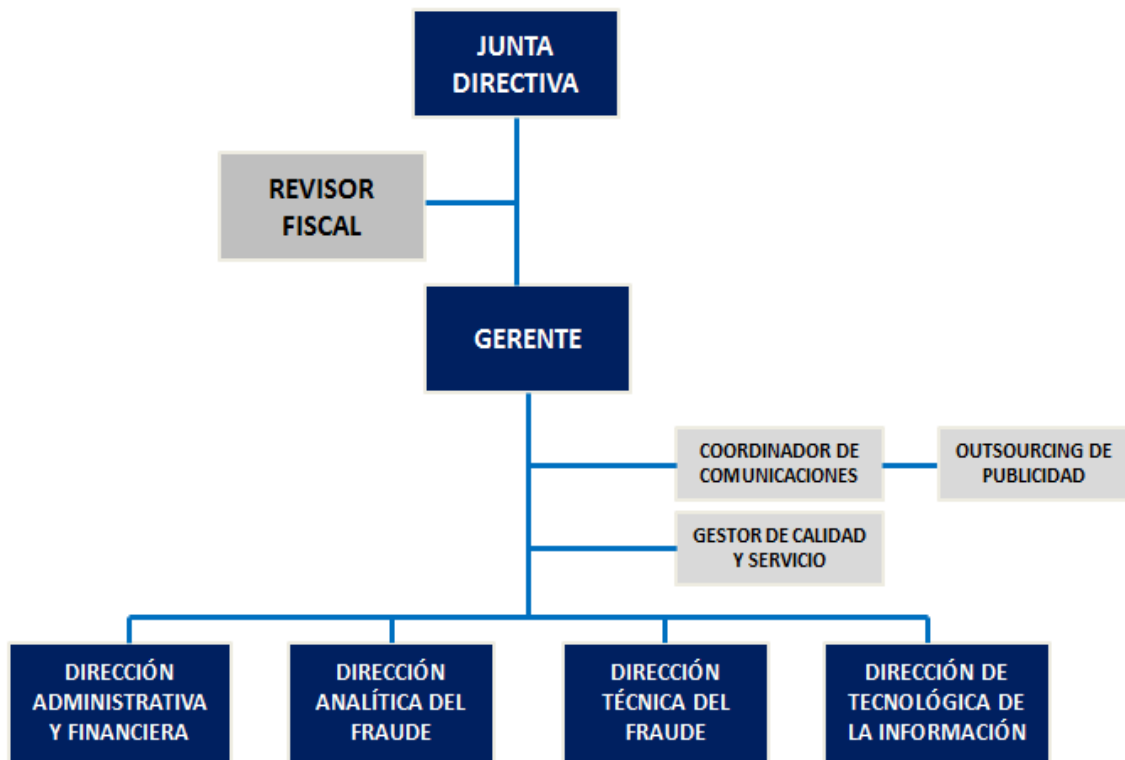 JUNTA
DIRECTIVA
REVISOR
FISCAL
GERENTE
COORDINADOR DE
COMUNICACIONES
OUTSOURCING DE
PUBLICIDAD
GESTOR DE CALIDAD
Y SERVICIO
DIRECCIÓN
ADMINISTRATIVA
Y FINANCIERA
DIRECCIÓN
ANALÍTICA DEL
FRAUDE
DIRECCIÓN
TÉCNICA DEL
FRAUDE
DIRECCIÓN DE
TECNOLÓGICA DE
LA INFORMACIÓN